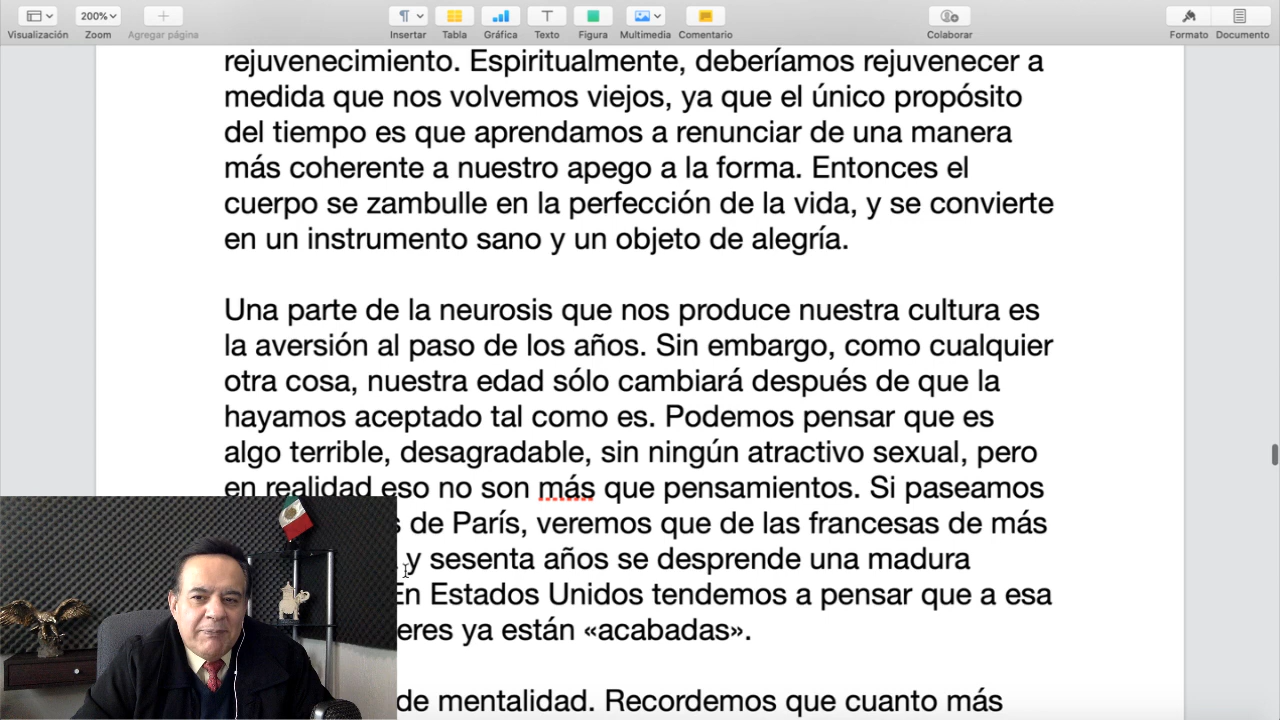 200%
Visualización Zoom Agregar página Insertar Tabla Gráfica Texto Figura Multimedia Comentario Colaborar Formato Documento
rejuvenecimiento. Espiritualmente, deberíamos rejuvenecer a
medida que nos volvemos viejos, ya que el único propósito
del tiempo es que aprendamos a renunciar de una manera
más coherente a nuestro apego a la forma. Entonces el
cuerpo se zambulle en la perfección de la vida, y se convierte
en un instrumento sano y un objeto de alegría.
Una parte de la neurosis que nos produce nuestra cultura es
la aversión al paso de los años. Sin embargo, como cualquier
otra cosa, nuestra edad sólo cambiará después de que la
hayamos aceptado tal como es. Podemos pensar que es
algo terrible, desagradable, sin ningún atractivo sexual, pero
en realidad eso no son más que pensamientos. Si paseamos
de París, veremos que de las francesas de más
y sesenta años se desprende una madura
En Estados Unidos tendemos a pensar que a esa
eres ya están «acabadas».
de mentalidad. Recordemos que cuanto más